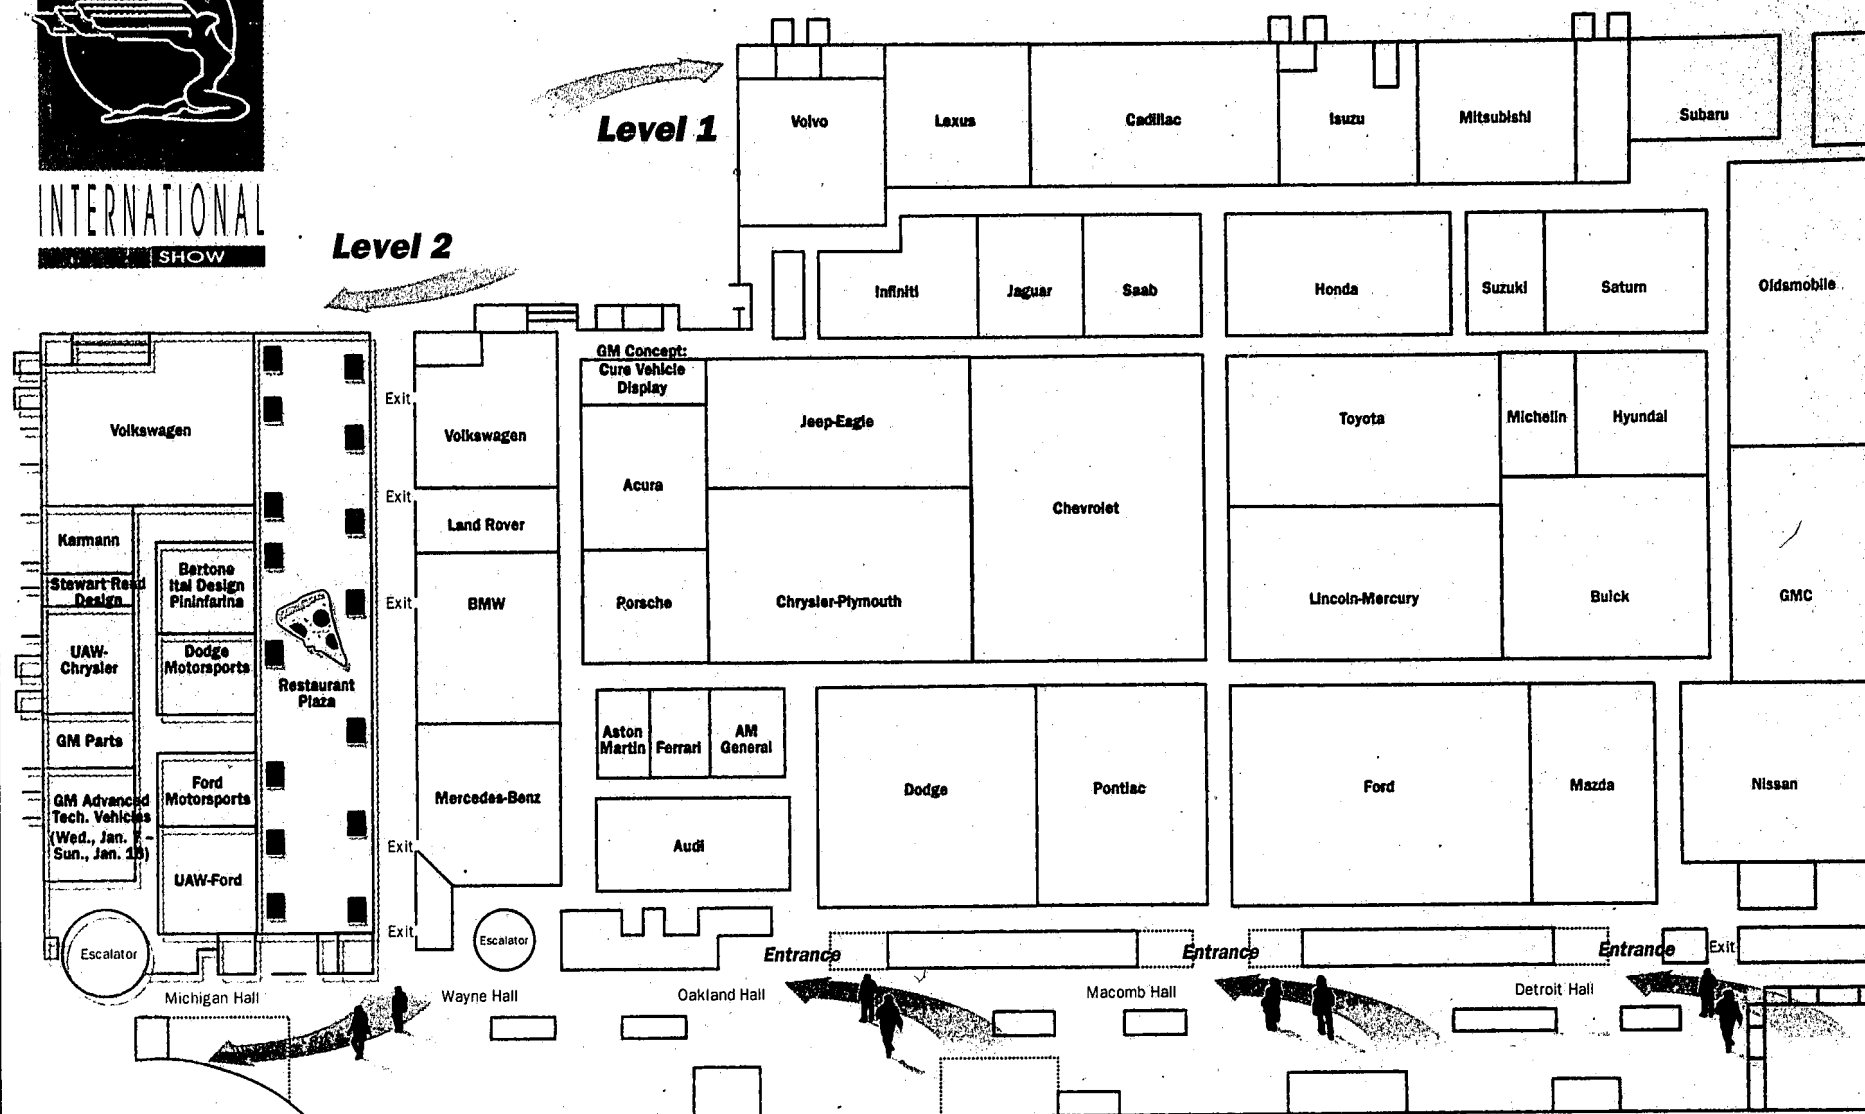 INTERNATIONAL
SHOW
Level 1
Level 2
Volvo
Lexus
Cadillac
Isuzu
Mitsubishi
Subaru
Infiniti
Jaguar
Saab
Honda
Suzuki
Saturn
Oldsmobile
GM Concept:
Cure Vehicle
Display
Jeep-Eagle
Toyota
Michelin
Hyundai
Volkswagen
Exit
Volkswagen
Acura
Chevrolet
Exit
Land Rover
Karmann
Stewart Reed
Design
Bertone
Ital Design
Pininfarina
Exit
BMW
Porsche
Chrysler-Plymouth
Lincoln-Mercury
Buick
GMC
UAW-
Chrysler
Dodge
Motorsports
Restaurant
Plaza
GM Parts
Aston
Martin
Ferrari
AM
General
Ford
Motorsports
Mercedes-Benz
Dodge
Pontiac
Ford
Mazda
Nissan
GM Advanced
Tech. Vehicles
(Wed., Jan. 7 –
Sun., Jan. 18)
Exit
Audi
UAW-Ford
Exit
Escalator
Escalator
Entrance
Entrance
Entrance
Exit
Michigan Hall
Wayne Hall
Oakland Hall
Macomb Hall
Detroit Hall